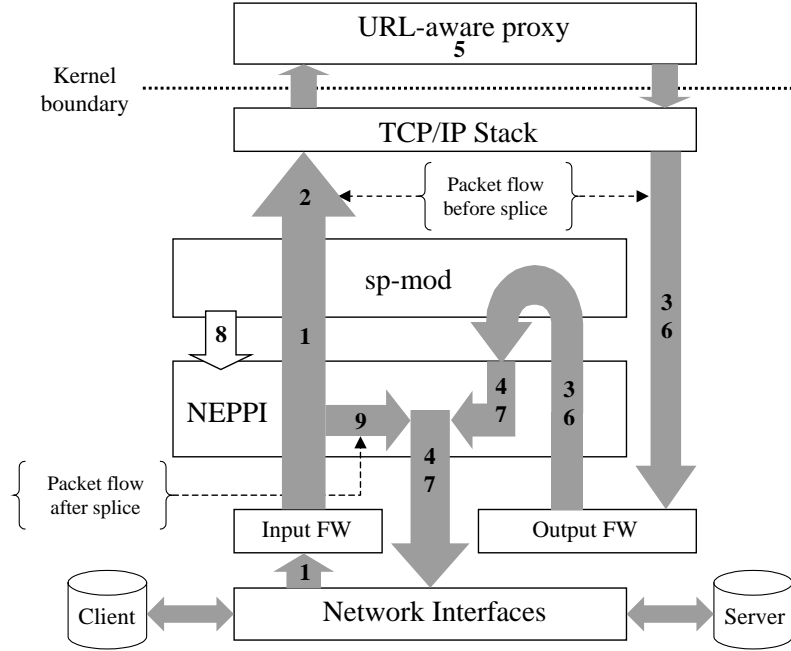 URL-aware proxy
5
Kernel
boundary
TCP/IP Stack
2
Packet flow
before splice
sp-mod
3
6
8
1
NEPPI
9
4
7
3
6
4
7
Packet flow
after splice
Input FW
Output FW
1
Client
Network Interfaces
Server